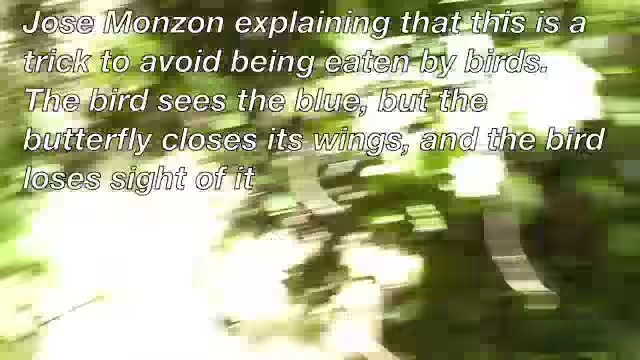 Jose Monzon explaining that this is a
trick to avoid being eaten by birds.
The bird sees the blue, but the
butterfly closes its wings, and the bird
loses sight of it